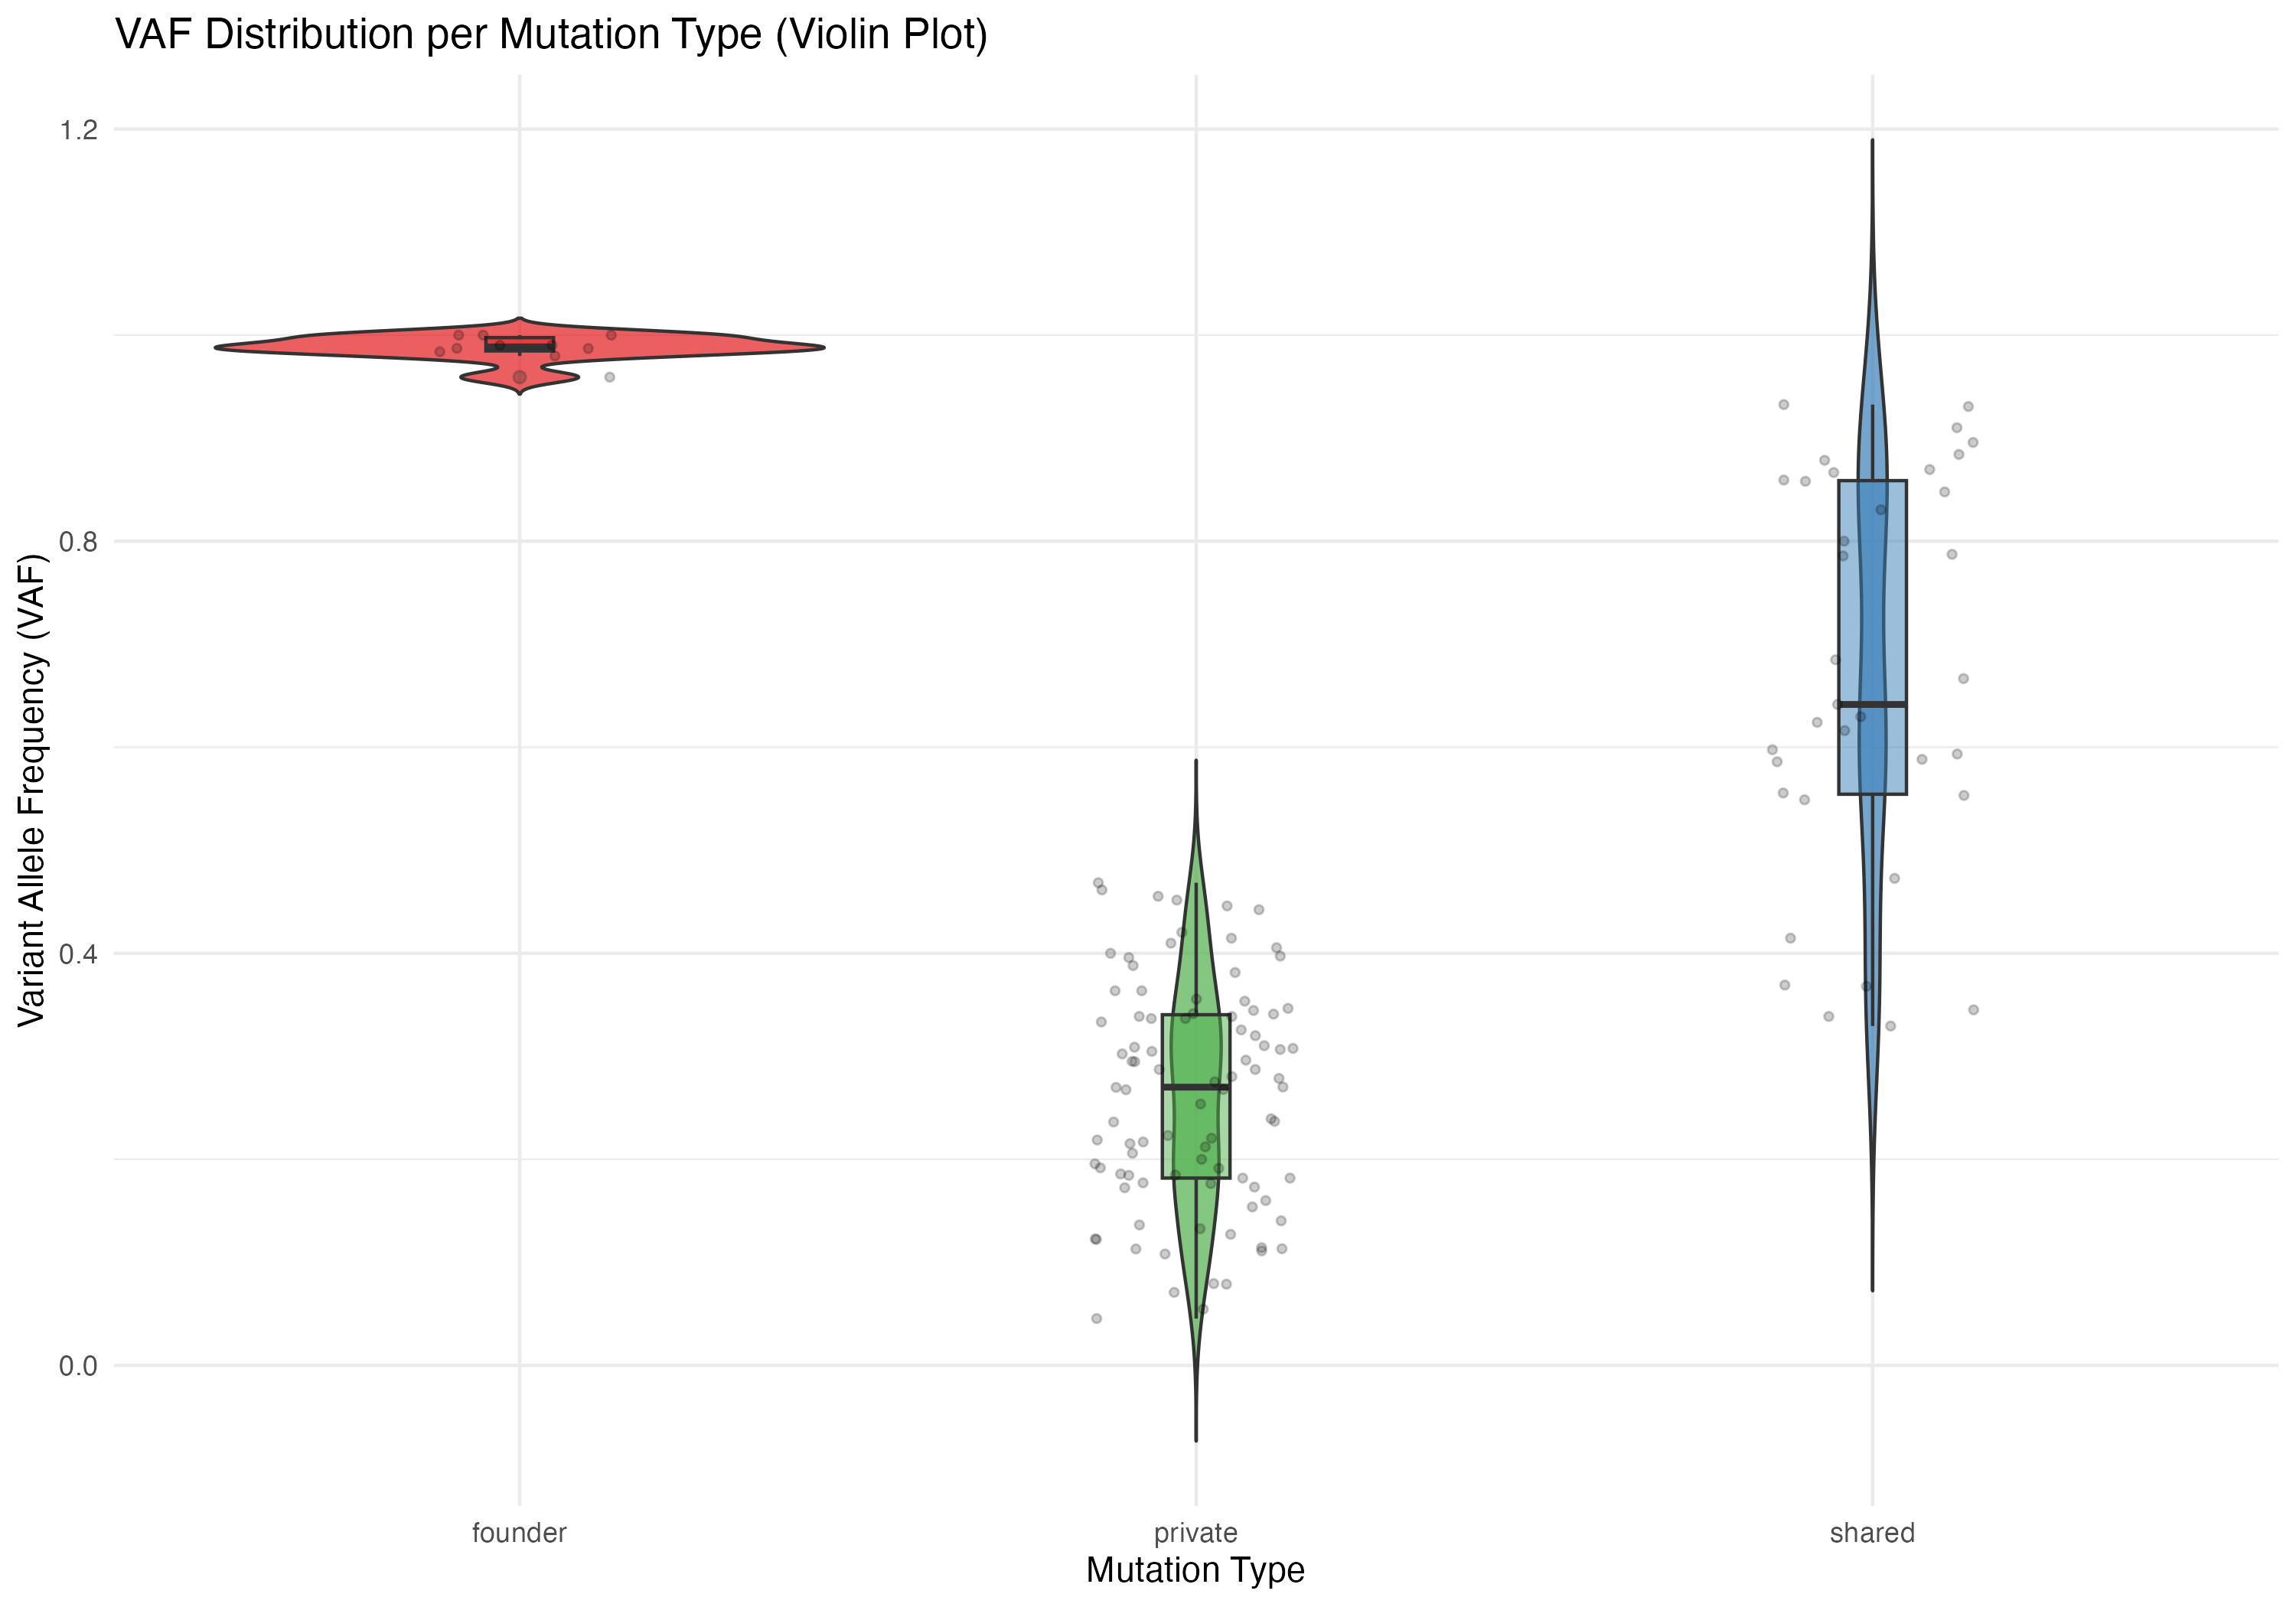 VAF Distribution per Mutation Type (Violin Plot)
Variant Allele Frequency (VAF)
1.2
0.8
0.4
0.0
founder private shared
Mutation Type